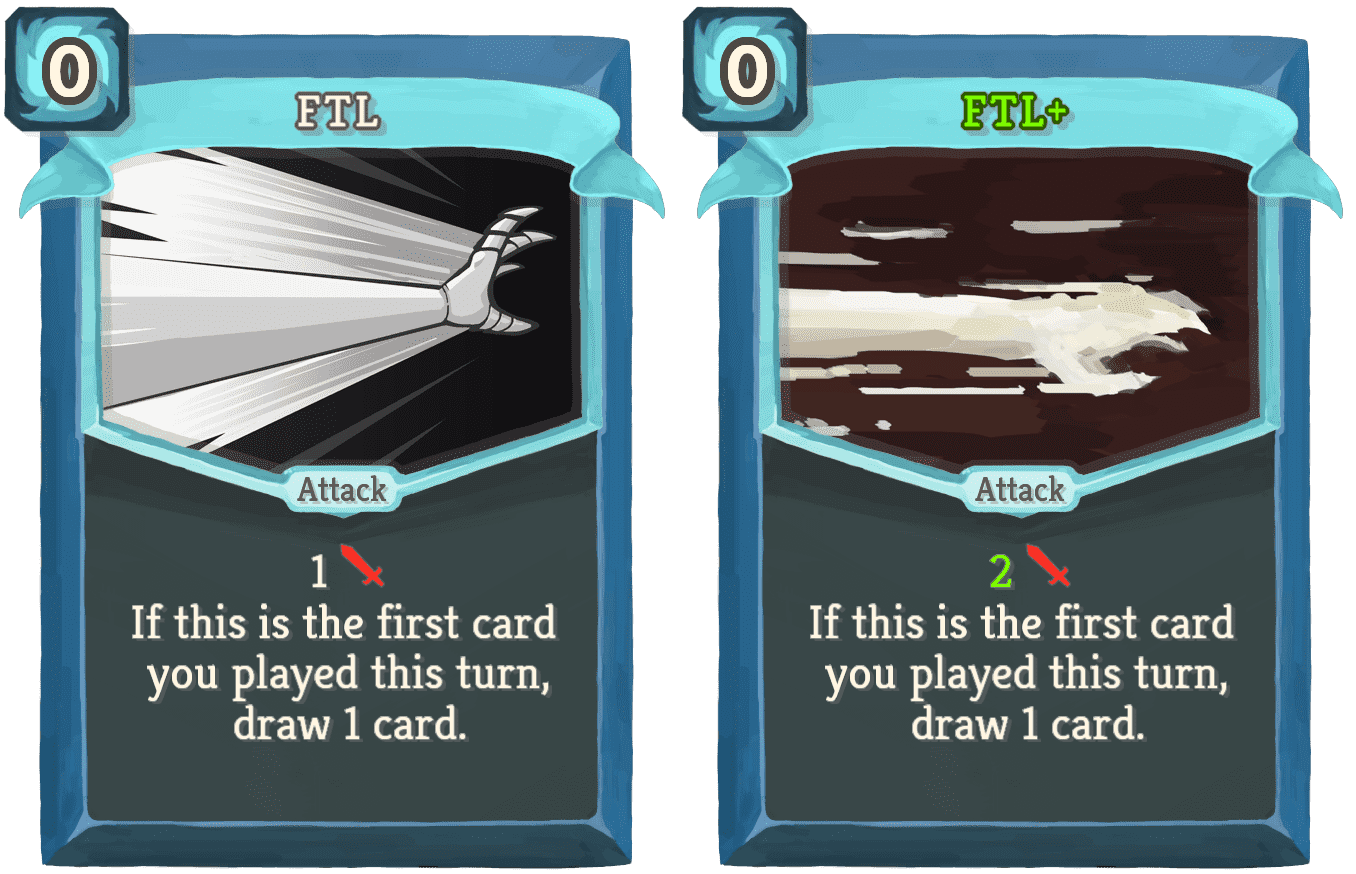 0
FTL
Attack
1
If this is the first card
you played this turn,
draw 1 card.
0
FTL+
Attack
2
If this is the first card
you played this turn,
draw 1 card.